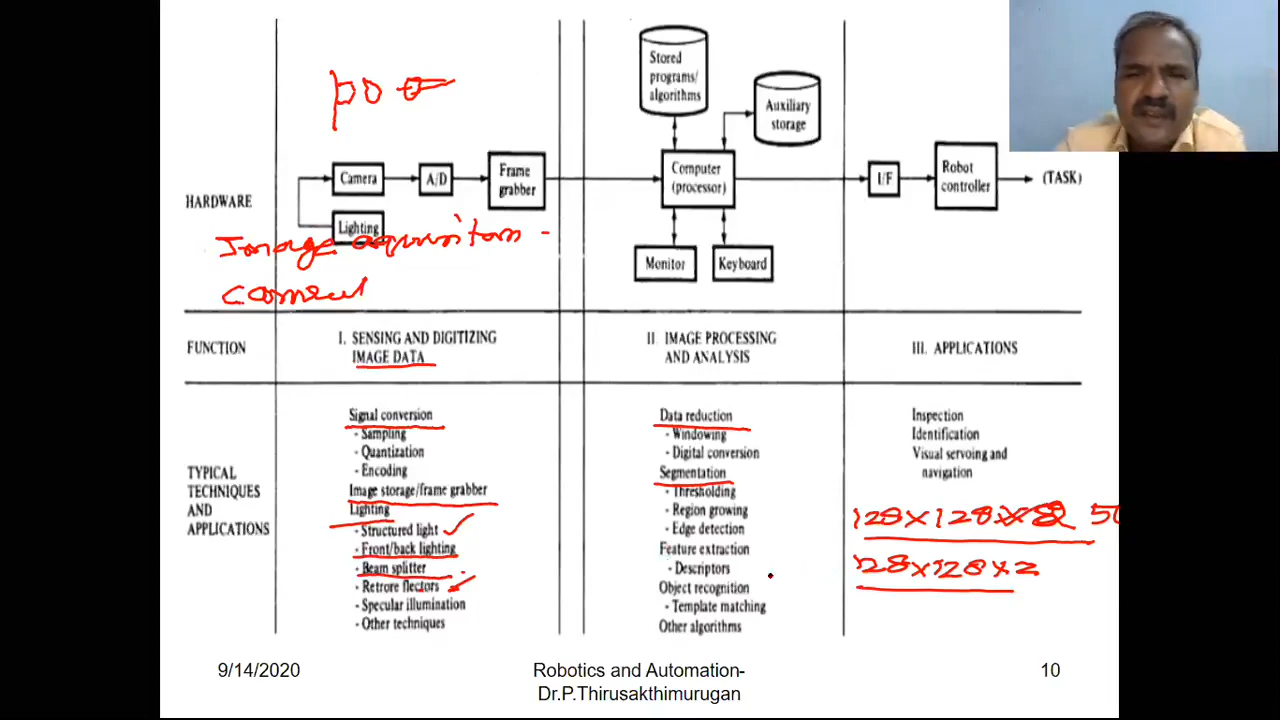 Stored
programs/
algorithms
Auxiliary
storage
HARDWARE
Camera
A/D
Frame
grabber
Computer
(processor)
I/F
Robot
controller
(TASK)
Lighting
Image
Monitor
Keyboard
FUNCTION
I. SENSING AND DIGITIZING
IMAGE DATA
II IMAGE PROCESSING
AND ANALYSIS
III. APPLICATIONS
TYPICAL
TECHNIQUES
AND
APPLICATIONS
Signal conversion
- Sampling
- Quantization
- Encoding
Image storage/frame grabber
Lighting
- Structured light
- Front/back lighting
- Beam splitter
- Retrore flectors
- Specular illumination
- Other techniques
Data reduction
- Windowing
- Digital conversion
Segmentation
- Thresholding
- Region growing
- Edge detection
Feature extraction
- Descriptors
Object recognition
- Template matching
Other algorithms
Inspection
Identification
Visual servoing and
navigation
128×128×2
9/14/2020
Robotics and Automation-
Dr.P.Thirusakthimurugan
10